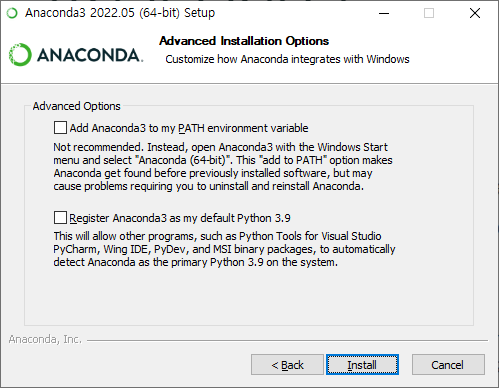 Anaconda3 2022.05 (64-bit) Setup
Advanced Installation Options
Customize how Anaconda integrates with Windows
ANACONDA.
Advanced Options
Add Anaconda3 to my PATH environment variable
Not recommended. Instead, open Anaconda3 with the Windows Start
menu and select "Anaconda (64-bit)". This "add to PATH" option makes
Anaconda get found before previously installed software, but may
cause problems requiring you to uninstall and reinstall Anaconda.
Register Anaconda3 as my default Python 3.9
This will allow other programs, such as Python Tools for Visual Studio
PyCharm, Wing IDE, PyDev, and MSI binary packages, to automatically
detect Anaconda as the primary Python 3.9 on the system.
Anaconda, Inc.
< Back
Install
Cancel